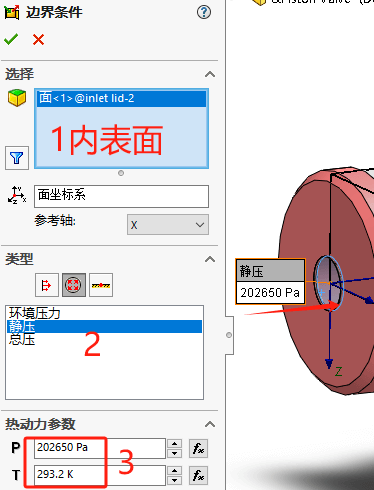 边界条件
选择
面<1>@inlet lid-2
1内表面
面坐标系
参考轴:
X
类型
环境压力
静压
总压
2
热动力参数
P
202650 Pa
T
293.2 K
3
静压
202650 Pa
Z